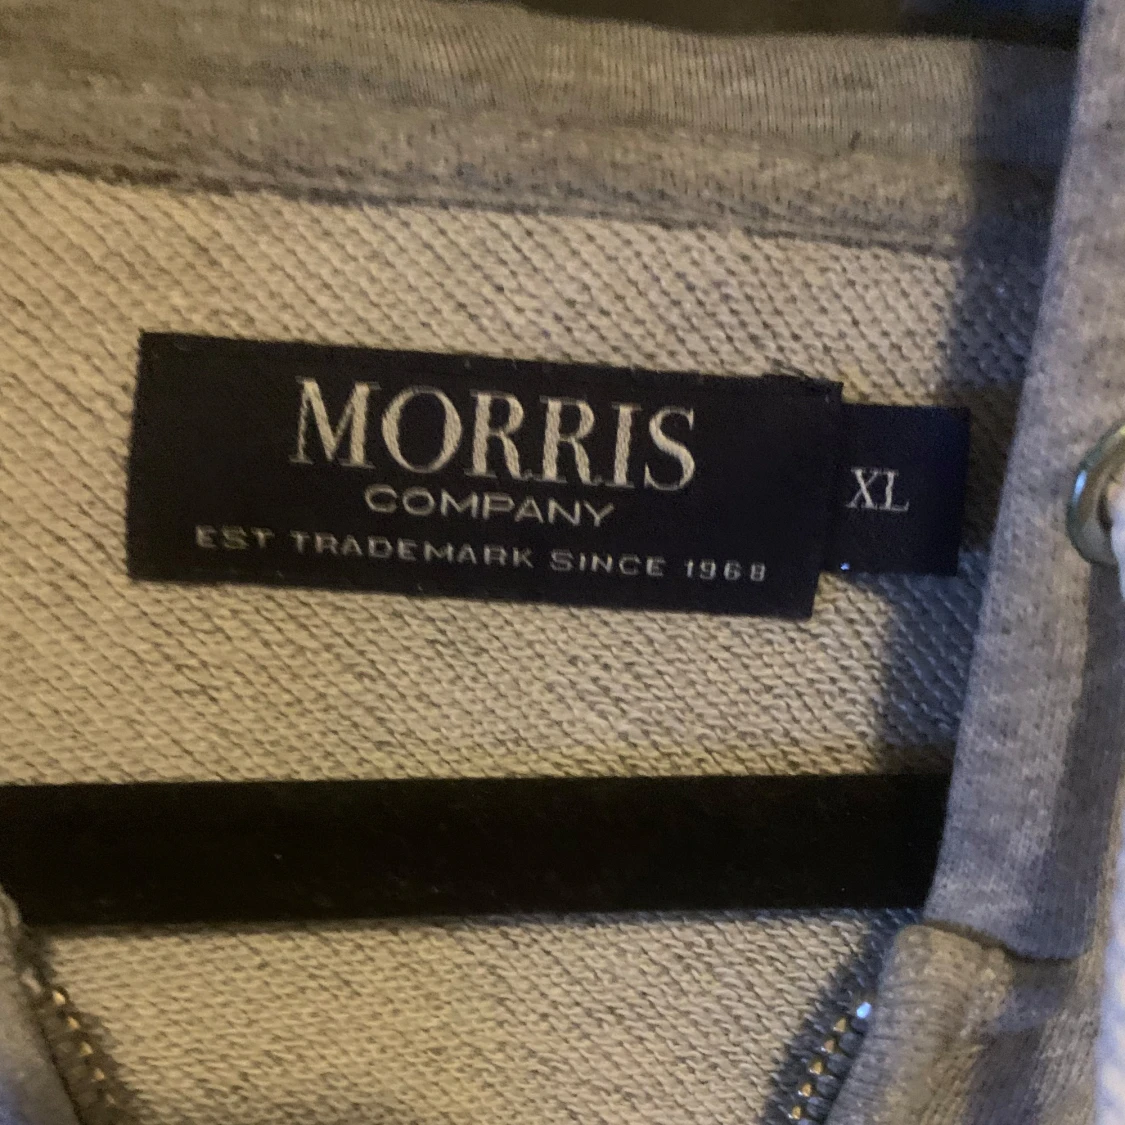 MORRIS
COMPANY
EST TRADEMARK SINCE 1968
XL